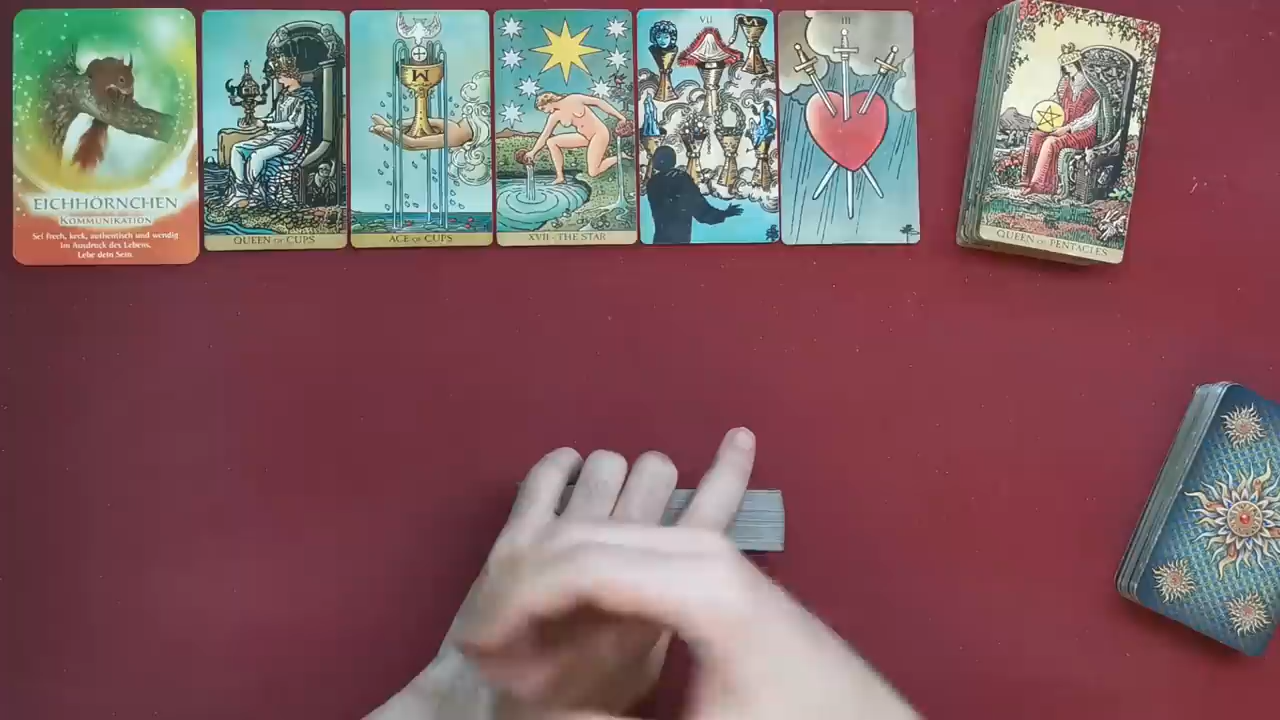 EICHHÖRNCHEN
KOMMUNIKATION
Sei frech, keck, authentisch und wendig
im Ausdruck des Lebens.
Lebe dein Sein.
QUEEN OF CUPS
ACE OF CUPS
XVII - THE STAR
VII
III
QUEEN OF PENTACLES